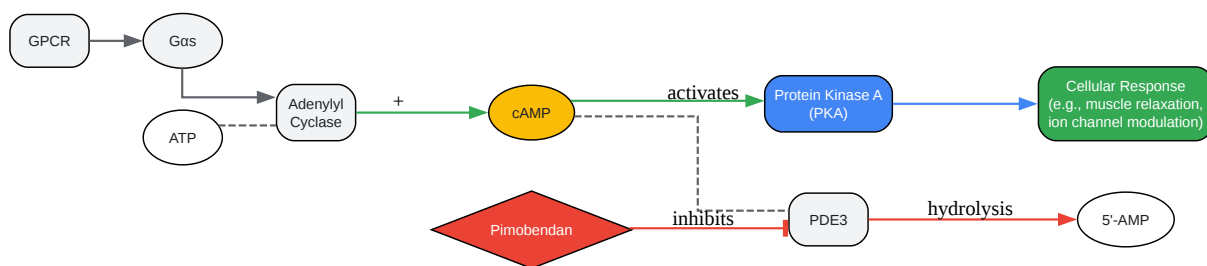 GPCR
Gαs
ATP
Adenylyl
Cyclase
+
cAMP
activates
Protein Kinase A
(PKA)
Cellular Response
(e.g., muscle relaxation,
ion channel modulation)
Pimobendan
inhibits
PDE3
hydrolysis
5'-AMP